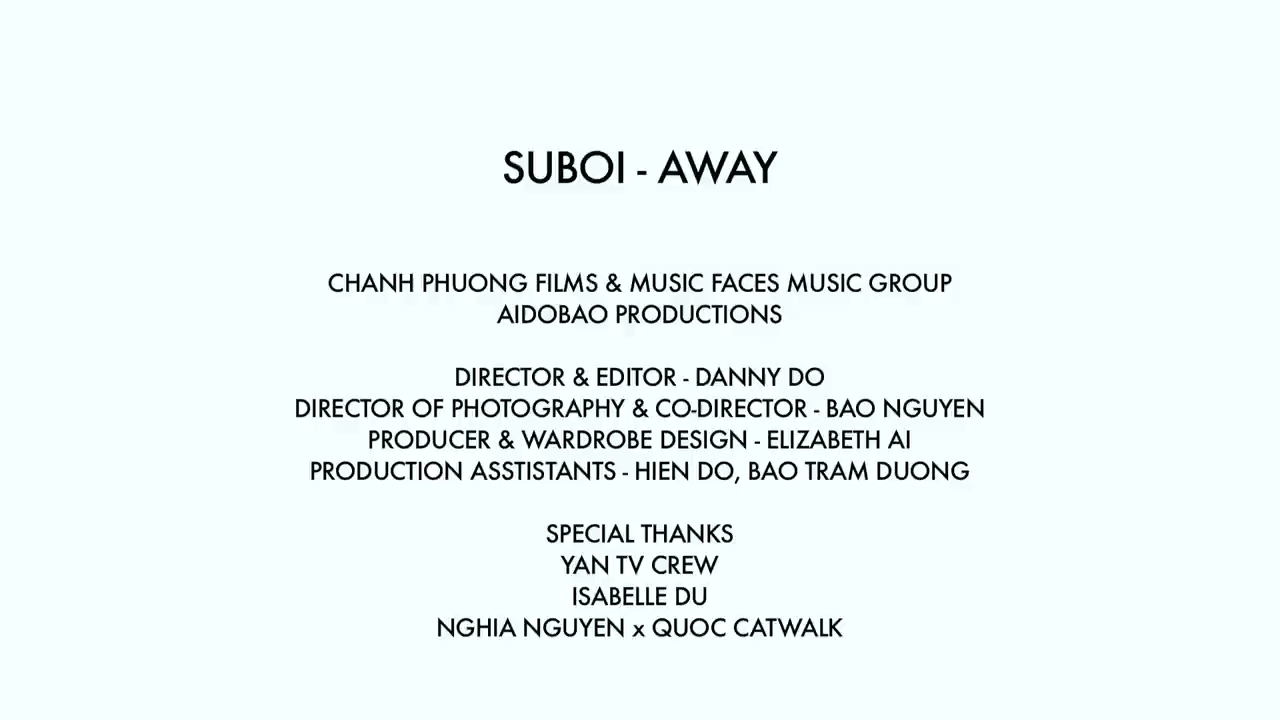 SUBOI - AWAY
CHANH PHUONG FILMS & MUSIC FACES MUSIC GROUP
AIDOBAO PRODUCTIONS
DIRECTOR & EDITOR - DANNY DO
DIRECTOR OF PHOTOGRAPHY & CO-DIRECTOR - BAO NGUYEN
PRODUCER & WARDROBE DESIGN - ELIZABETH AI
PRODUCTION ASSTISTANTS - HIEN DO, BAO TRAM DUONG
SPECIAL THANKS
YAN TV CREW
ISABELLE DU
NGHIA NGUYEN x QUOC CATWALK